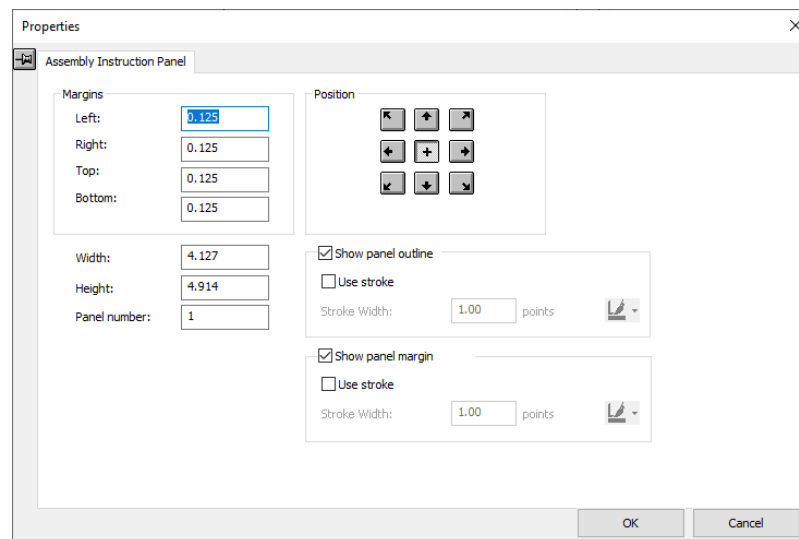 Properties
Assembly Instruction Panel
Margins
Left: 0.125
Right: 0.125
Top: 0.125
Bottom: 0.125
Position
Width: 4.127
Height: 4.914
Panel number: 1
Show panel outline
Use stroke
Stroke Width: 1.00 points
Show panel margin
Use stroke
Stroke Width: 1.00 points
OK Cancel